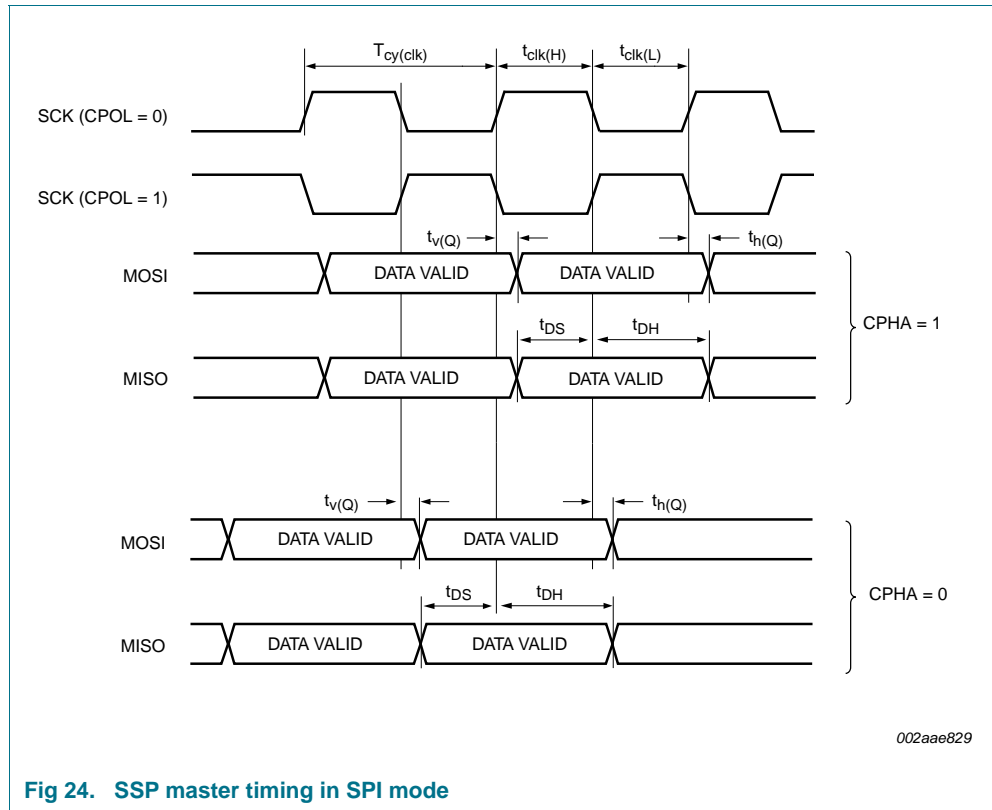 Tcy(clk) tclk(H) tclk(L)
SCK (CPOL = 0)
SCK (CPOL = 1)
tv(Q) th(Q)
MOSI DATA VALID DATA VALID
CPHA = 1
tDS tDH
MISO DATA VALID DATA VALID
tv(Q) th(Q)
MOSI DATA VALID DATA VALID
CPHA = 0
tDS tDH
MISO DATA VALID DATA VALID
002aae829
Fig 24. SSP master timing in SPI mode